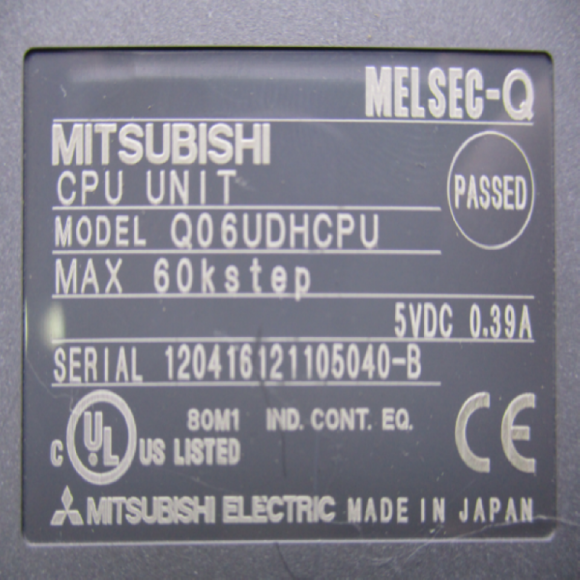 MELSEC-Q
MITSUBISHI
CPU UNIT
PASSED
MODEL Q06UDHCPU
MAX 60kstep
5VDC 0.39A
SERIAL 120416121105040-B
80M1 IND. CONT. EQ.
C UL US LISTED
CE
MITSUBISHI ELECTRIC MADE IN JAPAN